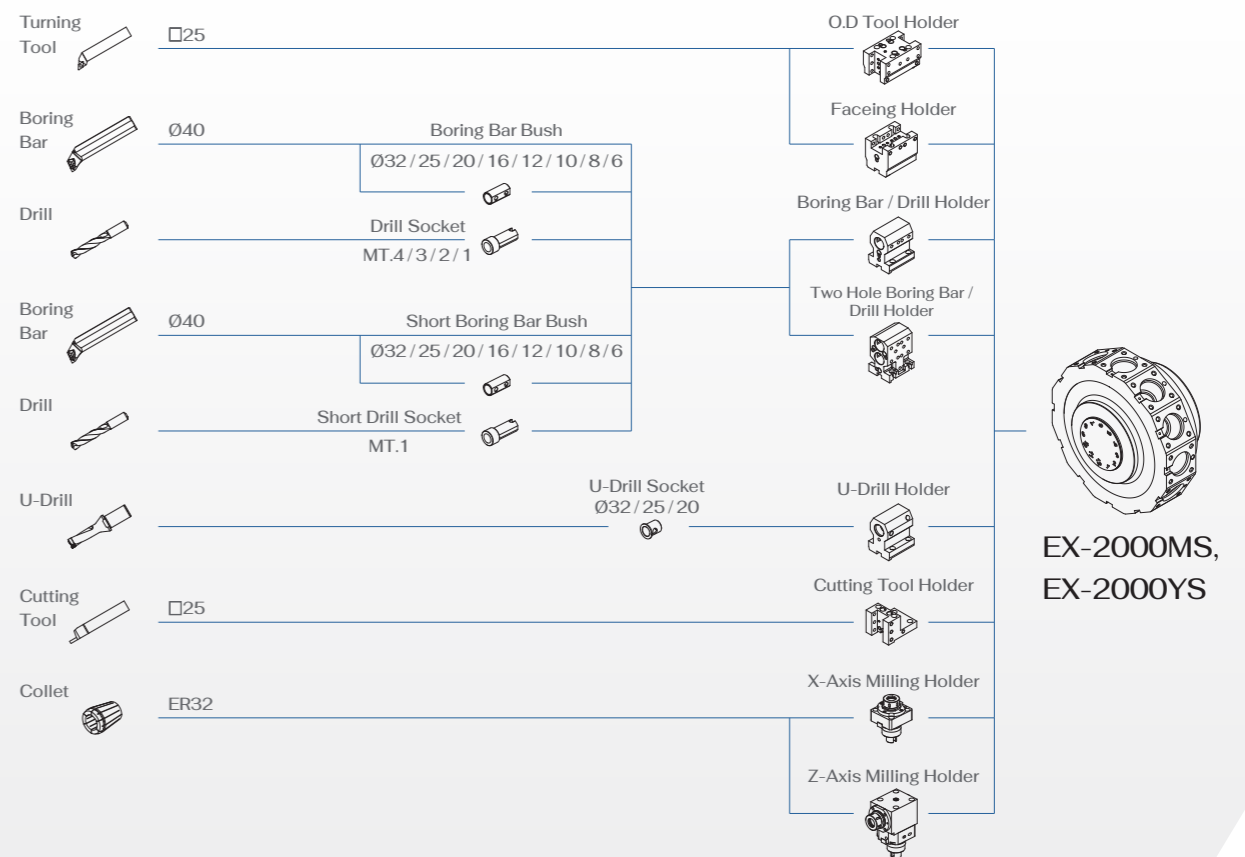 Turning
Tool
□25
O.D Tool Holder
Faceing Holder
Boring
Bar
Ø40
Boring Bar Bush
Ø32/25/20/16/12/10/8/6
Drill
Drill Socket
MT.4/3/2/1
Boring Bar / Drill Holder
Two Hole Boring Bar /
Drill Holder
Boring
Bar
Ø40
Short Boring Bar Bush
Ø32/25/20/16/12/10/8/6
Drill
Short Drill Socket
MT.1
U-Drill
U-Drill Socket
Ø32/25/20
U-Drill Holder
Cutting
Tool
□25
Cutting Tool Holder
Collet
ER32
X-Axis Milling Holder
Z-Axis Milling Holder
EX-2000MS,
EX-2000YS